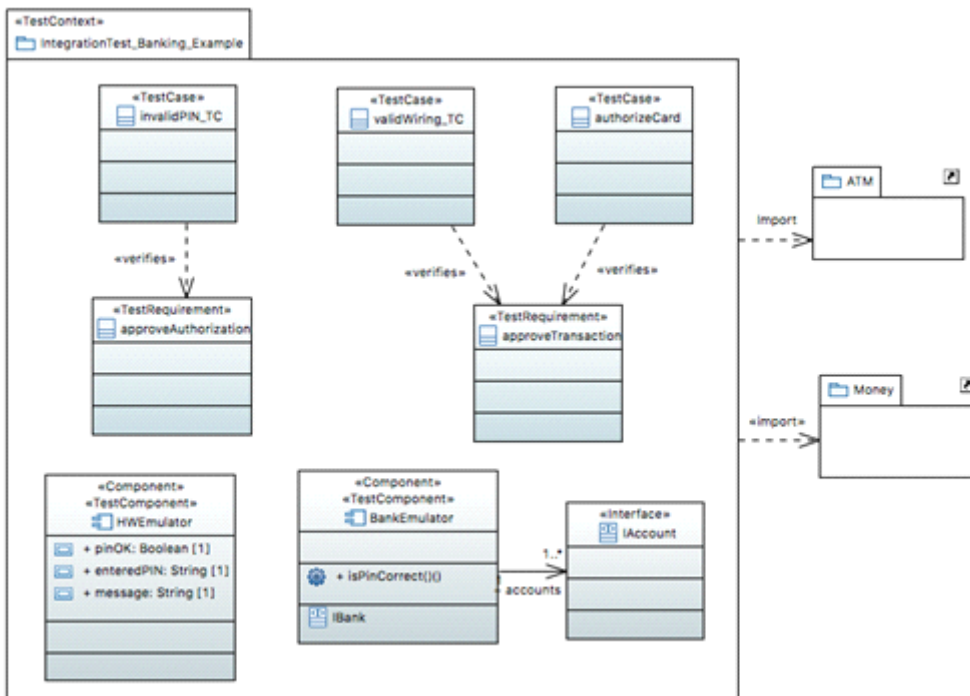 «TestContext»
IntegrationTest_Banking_Example
«TestCase»
invalidPIN_TC
«TestCase»
validWiring_TC
«TestCase»
authorizeCard
ATM
Import
«verifies»
«verifies»
«verifies»
«TestRequirement»
approveAuthorization
«TestRequirement»
approveTransaction
Money
«import»
«Component»
«TestComponent»
HWEmulator
+ pinOK: Boolean [1]
+ enteredPIN: String [1]
+ message: String [1]
«Component»
«TestComponent»
BankEmulator
+ isPinCorrect()()
IBank
1..*
- accounts
«Interface»
IAccount